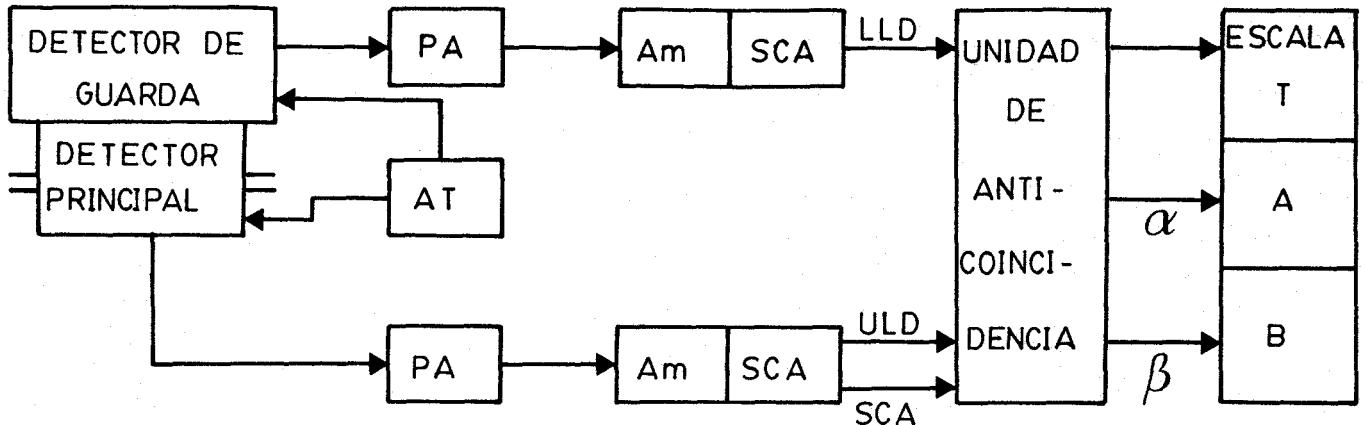 DETECTOR DE
GUARDA
PA
Am
SCA
LLD
UNIDAD
DE
ANTI-
COINCI-
DENCIA
ESCALA
T
DETECTOR
PRINCIPAL
AT
α
A
PA
Am
SCA
ULD
SCA
β
B